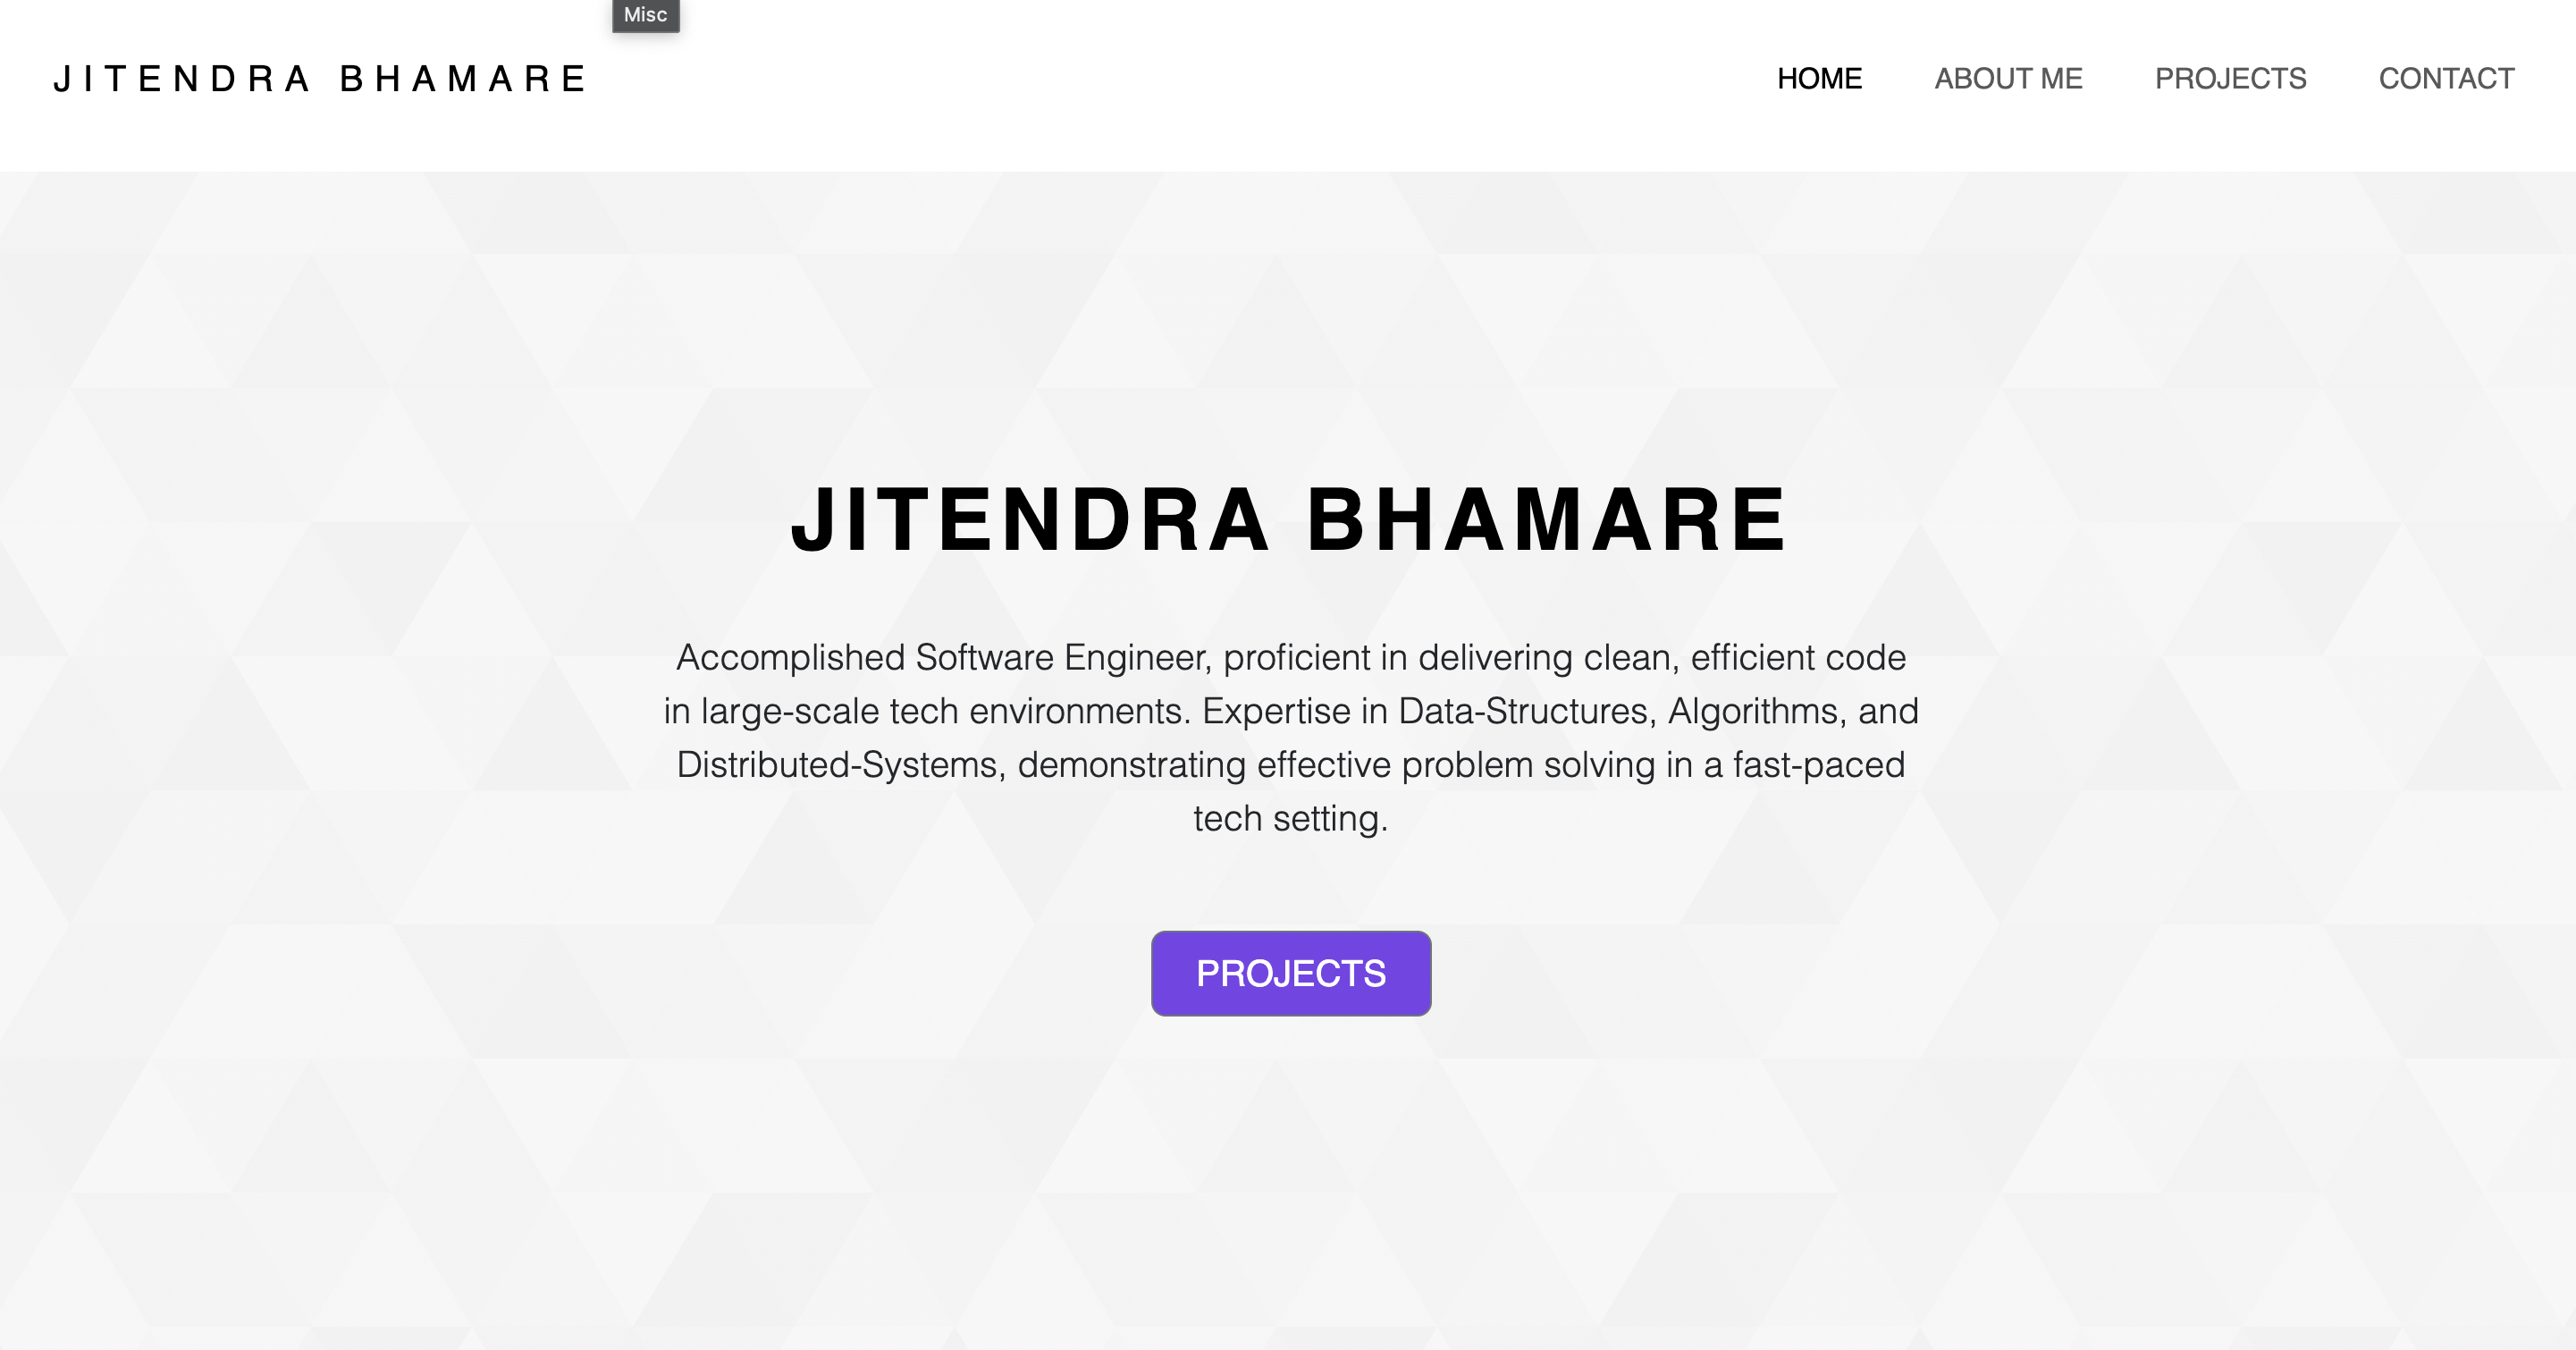 Misc
JITENDRA BHAMARE
HOME
ABOUT ME
PROJECTS
CONTACT
JITENDRA BHAMARE
Accomplished Software Engineer, proficient in delivering clean, efficient code
in large-scale tech environments. Expertise in Data-Structures, Algorithms, and
Distributed-Systems, demonstrating effective problem solving in a fast-paced
tech setting.
PROJECTS